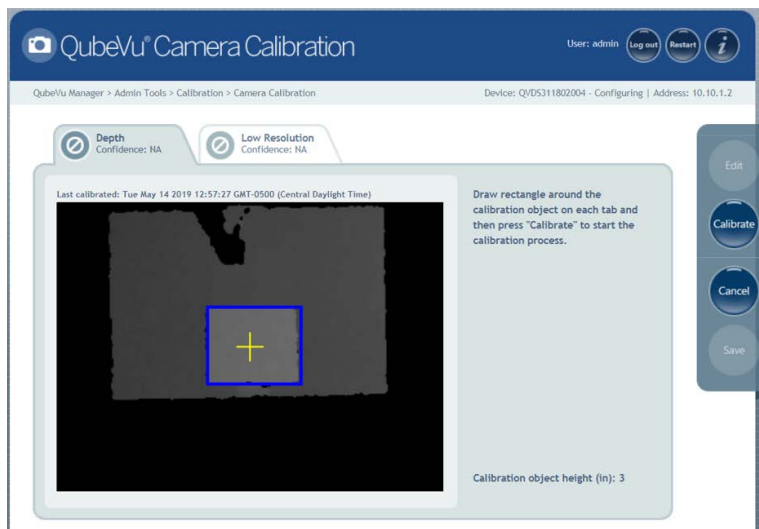 QubeVu® Camera Calibration
User: admin
Log out
Restart
i
QubeVu Manager > Admin Tools > Calibration > Camera Calibration
Device: QVDS311802004 - Configuring | Address: 10.10.1.2
Depth
Confidence: NA
Low Resolution
Confidence: NA
Edit
Last calibrated: Tue May 14 2019 12:57:27 GMT-0500 (Central Daylight Time)
Draw rectangle around the
calibration object on each tab and
then press "Calibrate" to start the
calibration process.
Calibrate
Cancel
Save
Calibration object height (in): 3